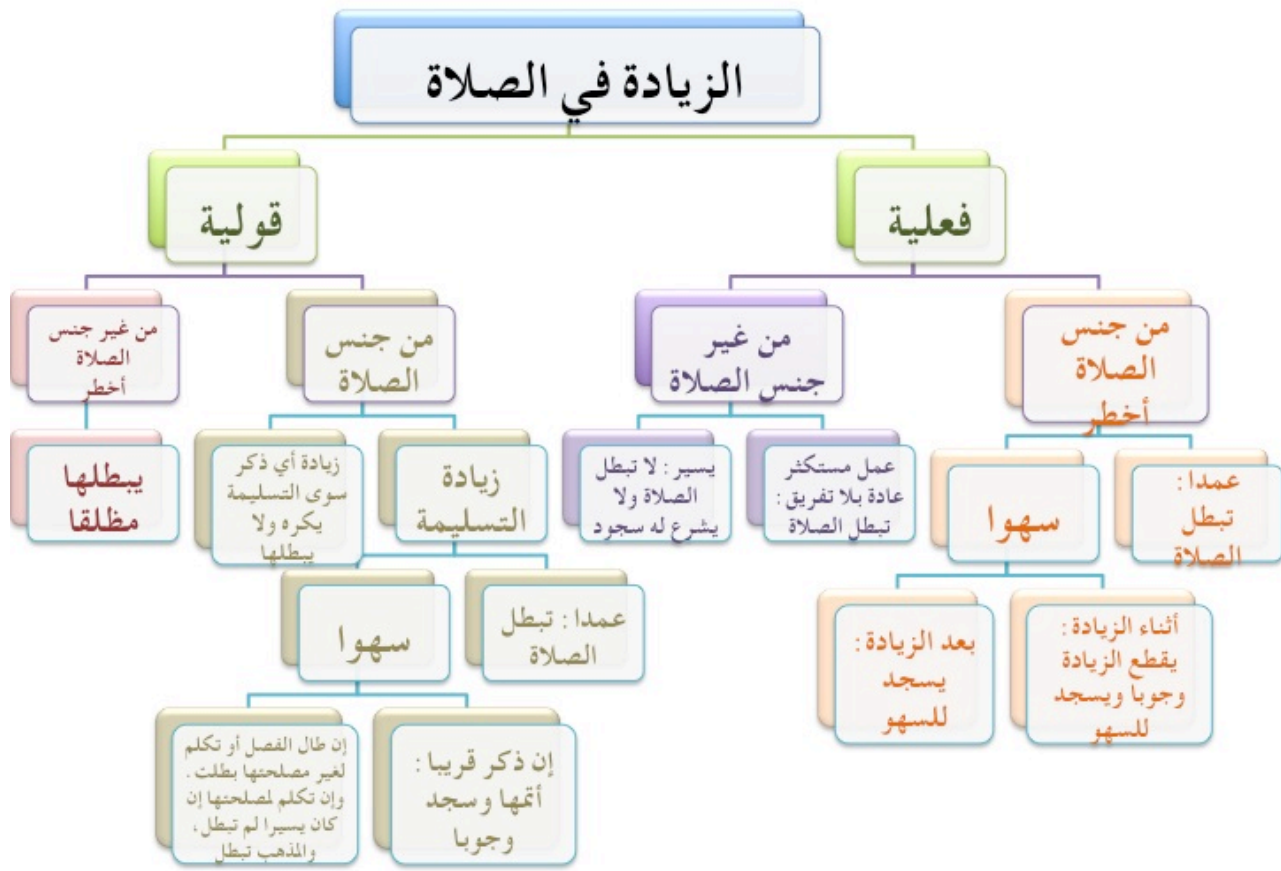 الزيادة في الصلاة
فعلية
قولية
من جنس
الصلاة
أخطر
من غير
جنس الصلاة
من جنس
الصلاة
من غير جنس
الصلاة
أخطر
عمدا :
تبطل
الصلاة
سهوا
عمل مستكثر
عادة بلا تفريق :
تبطل الصلاة
يسير : لا تبطل
الصلاة ولا
يشرع له سجود
زيادة
التسليمة
زيادة أي ذكر
سوى التسليمة
يكره ولا
يبطلها
يبطلها
مظلقا
أثناء الزيادة :
يقطع الزيادة
وجوبا ويسجد
للسهو
بعد الزيادة :
يسجد
للسهو
عمدا : تبطل
الصلاة
سهوا
إن ذكر قريبا :
أتمها وسجد
وجوبا
إن طال الفصل أو تكلم
لغير مصلحتها بطلت .
وإن تكلم لمصلحتها إن
كان يسيرا لم تبطل،
والمذهب تبطل